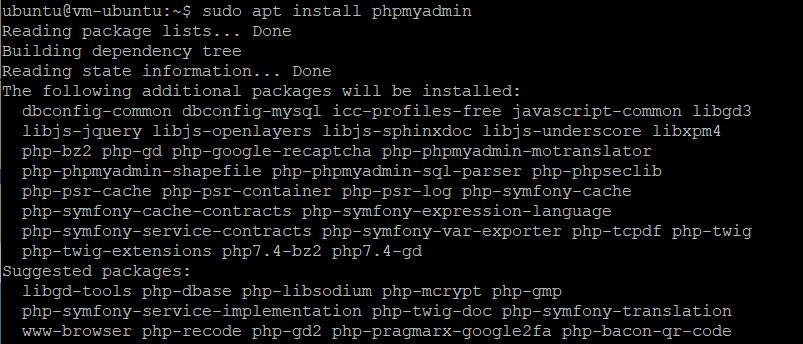 ubuntu@vm-ubuntu:~$ sudo apt install phpmyadmin
Reading package lists... Done
Building dependency tree
Reading state information... Done
The following additional packages will be installed:
  dbconfig-common dbconfig-mysql icc-profiles-free javascript-common libgd3
  libjs-jquery libjs-openlayers libjs-sphinxdoc libjs-underscore libxpm4
  php-bz2 php-gd php-google-recaptcha php-phpmyadmin-motranslator
  php-phpmyadmin-shapefile php-phpmyadmin-sql-parser php-phpseclib
  php-psr-cache php-psr-container php-psr-log php-symfony-cache
  php-symfony-cache-contracts php-symfony-expression-language
  php-symfony-service-contracts php-symfony-var-exporter php-tcpdf php-twig
  php-twig-extensions php7.4-bz2 php7.4-gd
Suggested packages:
  libgd-tools php-dbase php-libsodium php-mcrypt php-gmp
  php-symfony-service-implementation php-twig-doc php-symfony-translation
  www-browser php-recode php-gd2 php-pragmarx-google2fa php-bacon-qr-code